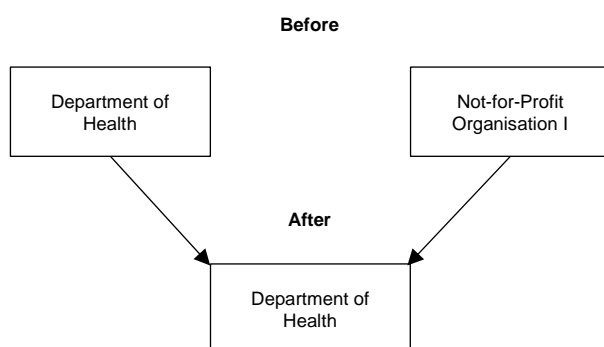 Before
Department of
Health
Not-for-Profit
Organisation I
After
Department of
Health